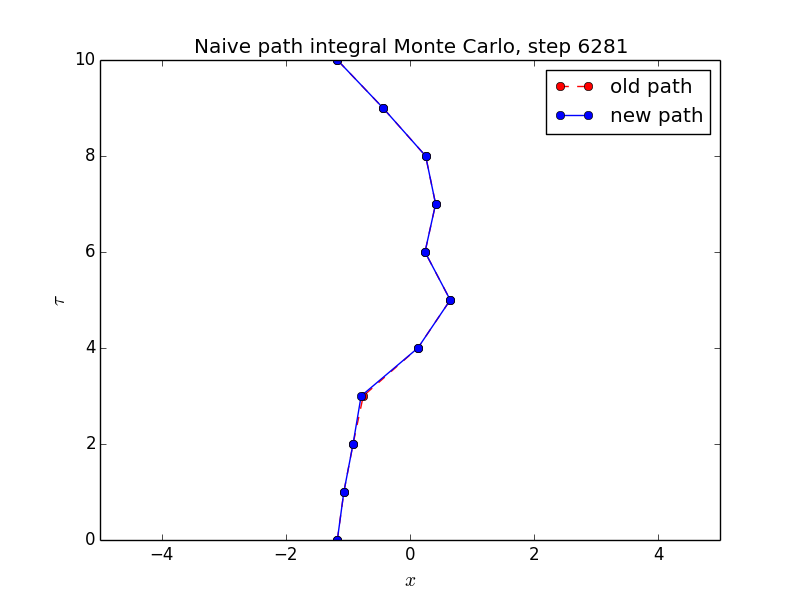 Naive path integral Monte Carlo, step 6281
old path
new path
10
8
6
4
2
0
τ
−4
−2
0
2
4
x